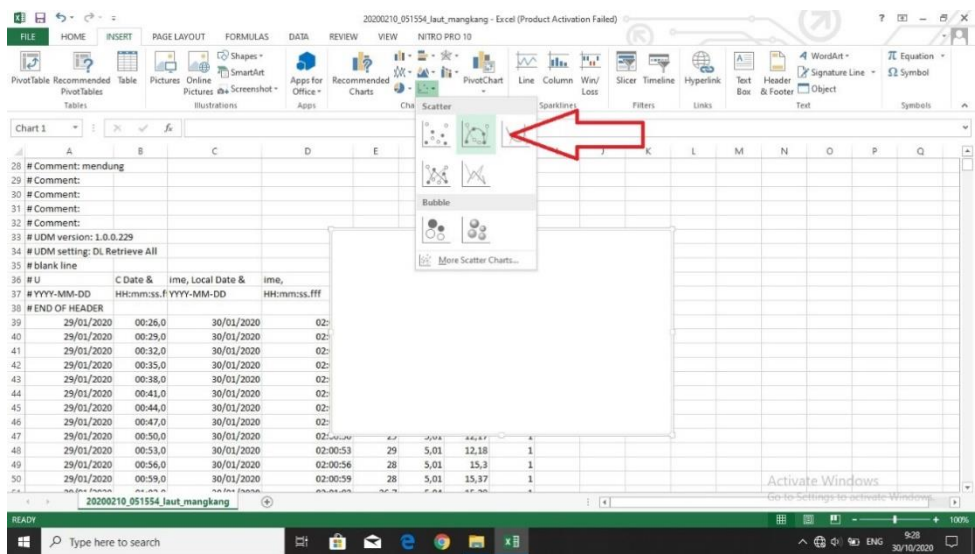 20200210_051554_laut_mangkang - Excel (Product Activation Failed)
FILE HOME INSERT PAGE LAYOUT FORMULAS DATA REVIEW VIEW NITRO PRO 10
PivotTable Recommended PivotTables Table
Pictures Online Pictures Shapes SmartArt Screenshot
Apps for Office Recommended Charts PivotChart
Line Column Win/Loss Slicer Timeline Hyperlink
Text Box Header & Footer WordArt Signature Line Object
Equation Symbol
Tables Illustrations Apps Cha Sparklines Filters Links Text Symbols
Chart 1 fx
Scatter
Bubble
More Scatter Charts...
A B C D E J K L M N O P Q
28 # Comment: mendung
29 # Comment:
30 # Comment:
31 # Comment:
32 # Comment:
33 # UDM version: 1.0.0.229
34 # UDM setting: DL Retrieve All
35 # blank line
36 # U C Date & ime, Local Date & ime,
37 # YYYY-MM-DD HH:mm:ss.f YYYY-MM-DD HH:mm:ss.fff
38 # END OF HEADER
39 29/01/2020 00:26,0 30/01/2020 02:
40 29/01/2020 00:29,0 30/01/2020 02:
41 29/01/2020 00:32,0 30/01/2020 02:
42 29/01/2020 00:35,0 30/01/2020 02:
43 29/01/2020 00:38,0 30/01/2020 02:
44 29/01/2020 00:41,0 30/01/2020 02:
45 29/01/2020 00:44,0 30/01/2020 02:
46 29/01/2020 00:47,0 30/01/2020 02:
47 29/01/2020 00:50,0 30/01/2020
48 29/01/2020 00:53,0 30/01/2020 02:00:53 29 5,01 12,18 1
49 29/01/2020 00:56,0 30/01/2020 02:00:56 28 5,01 15,3 1
50 29/01/2020 00:59,0 30/01/2020 02:00:59 28 5,01 15,37 1
Activate Windows
Go to Settings to activate Windows.
20200210_051554_laut_mangkang
READY 100%
Type here to search
ENG 9:28
30/10/2020